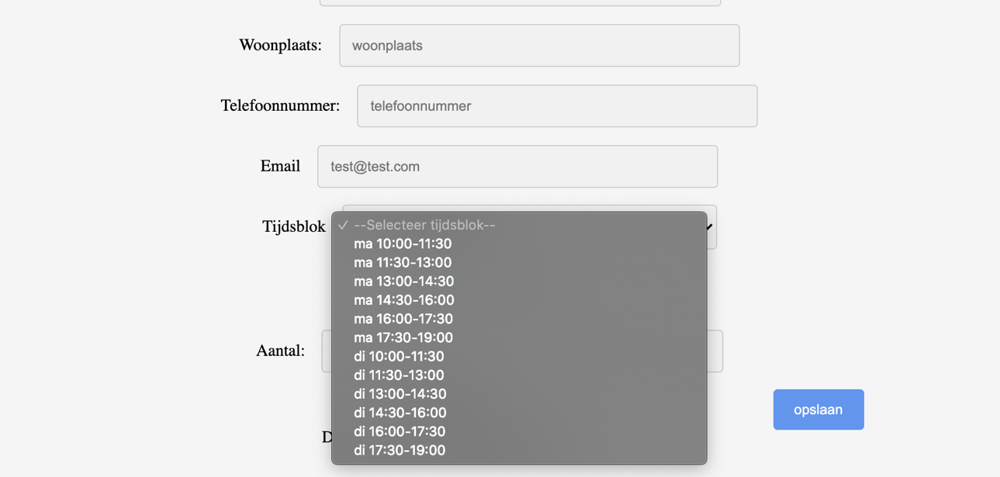 Woonplaats: woonplaats
Telefoonnummer: telefoonnummer
Email test@test.com
Tijdsblok ✓ --Selecteer tijdsblok--
ma 10:00-11:30
ma 11:30-13:00
ma 13:00-14:30
ma 14:30-16:00
ma 16:00-17:30
ma 17:30-19:00
di 10:00-11:30
di 11:30-13:00
di 13:00-14:30
di 14:30-16:00
di 16:00-17:30
di 17:30-19:00
Aantal:
opslaan